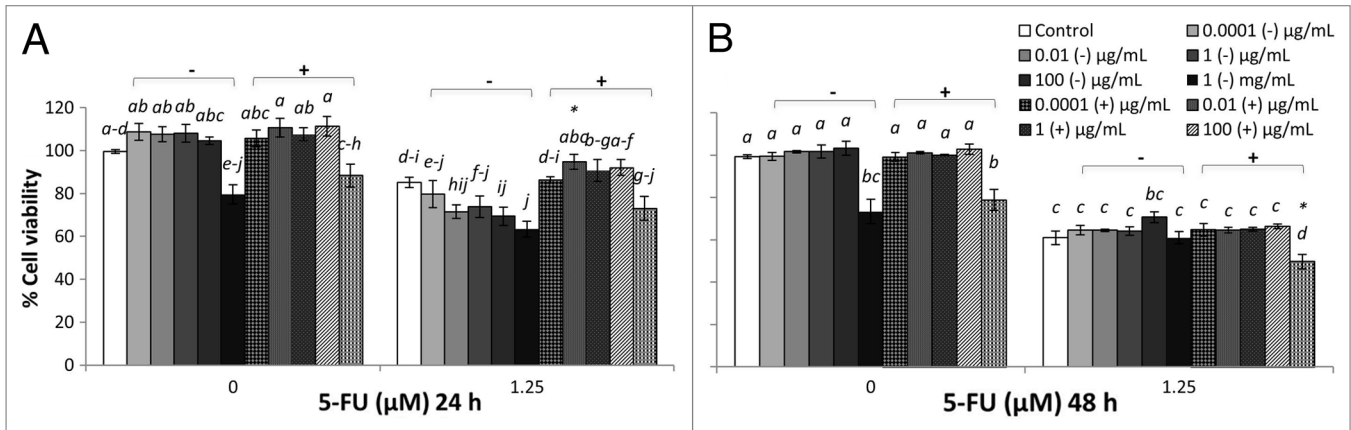 A
- +
ab ab ab abc abc a ab a
a-d e-j c-h
- +
*
d-i e-j hij f-j ij j d-i abc b-g a-f g-j
120
100
80
60
40
20
0
% Cell viability
0 1.25
5-FU (µM) 24 h
B
Control 0.0001 (-) µg/mL
0.01 (-) µg/mL 1 (-) µg/mL
100 (-) µg/mL 1 (-) mg/mL
0.0001 (+) µg/mL 0.01 (+) µg/mL
1 (+) µg/mL 100 (+) µg/mL
- +
a a a a a bc a a a a b
- +
*
c c c c bc c c c c c d
0 1.25
5-FU (µM) 48 h